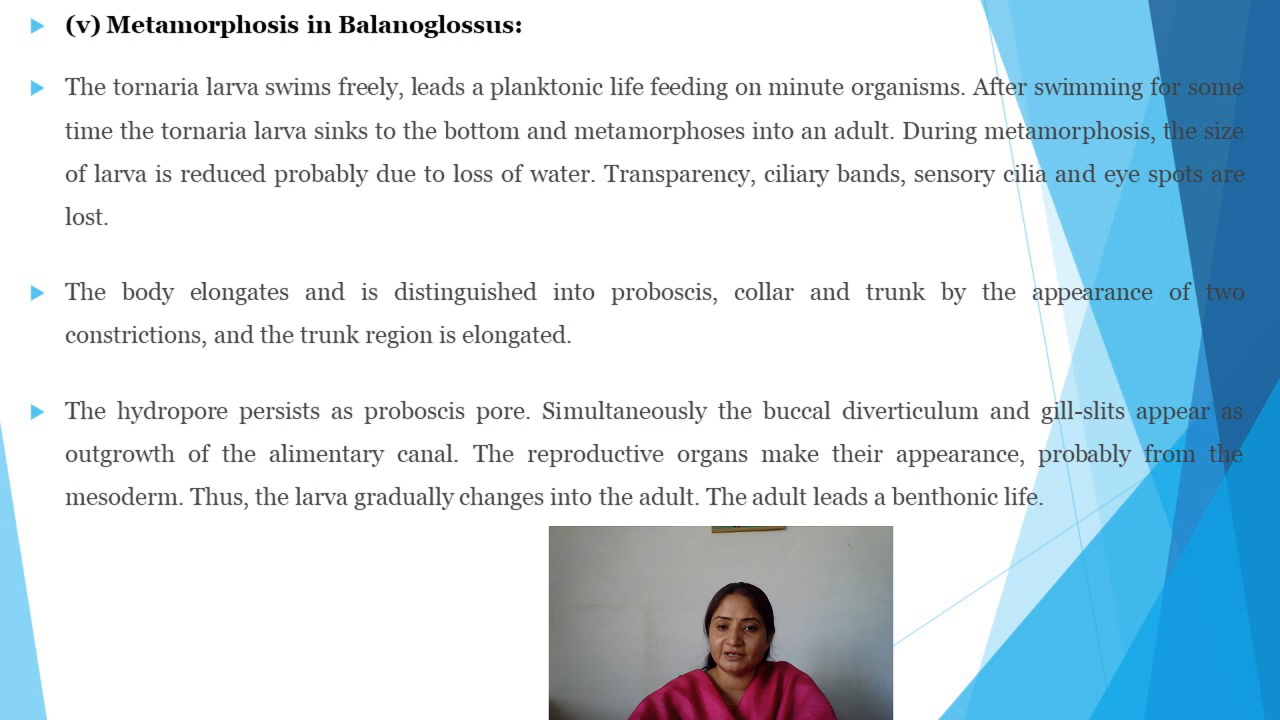 (v) Metamorphosis in Balanoglossus:
The tornaria larva swims freely, leads a planktonic life feeding on minute organisms. After swimming for some
time the tornaria larva sinks to the bottom and metamorphoses into an adult. During metamorphosis, the size
of larva is reduced probably due to loss of water. Transparency, ciliary bands, sensory cilia and eye spots are
lost.
The body elongates and is distinguished into proboscis, collar and trunk by the appearance of two
constrictions, and the trunk region is elongated.
The hydropore persists as proboscis pore. Simultaneously the buccal diverticulum and gill-slits appear as
outgrowth of the alimentary canal. The reproductive organs make their appearance, probably from the
mesoderm. Thus, the larva gradually changes into the adult. The adult leads a benthonic life.